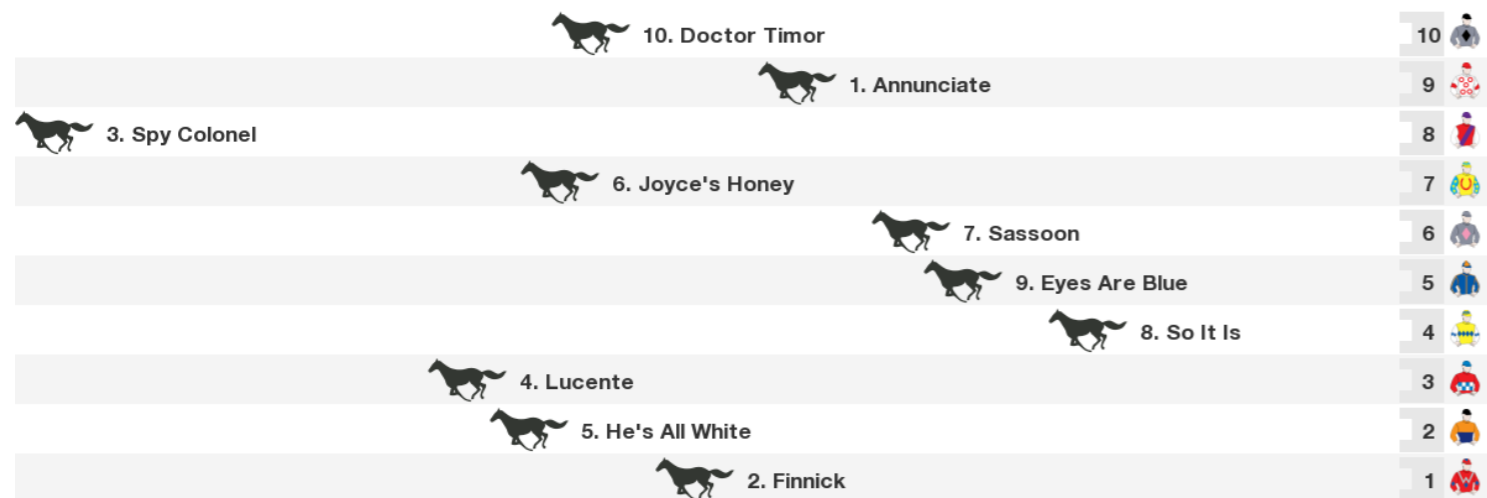 10. Doctor Timor 10
1. Annunciate 9
3. Spy Colonel 8
6. Joyce's Honey 7
7. Sassoon 6
9. Eyes Are Blue 5
8. So It Is 4
4. Lucente 3
5. He's All White 2
2. Finnick 1